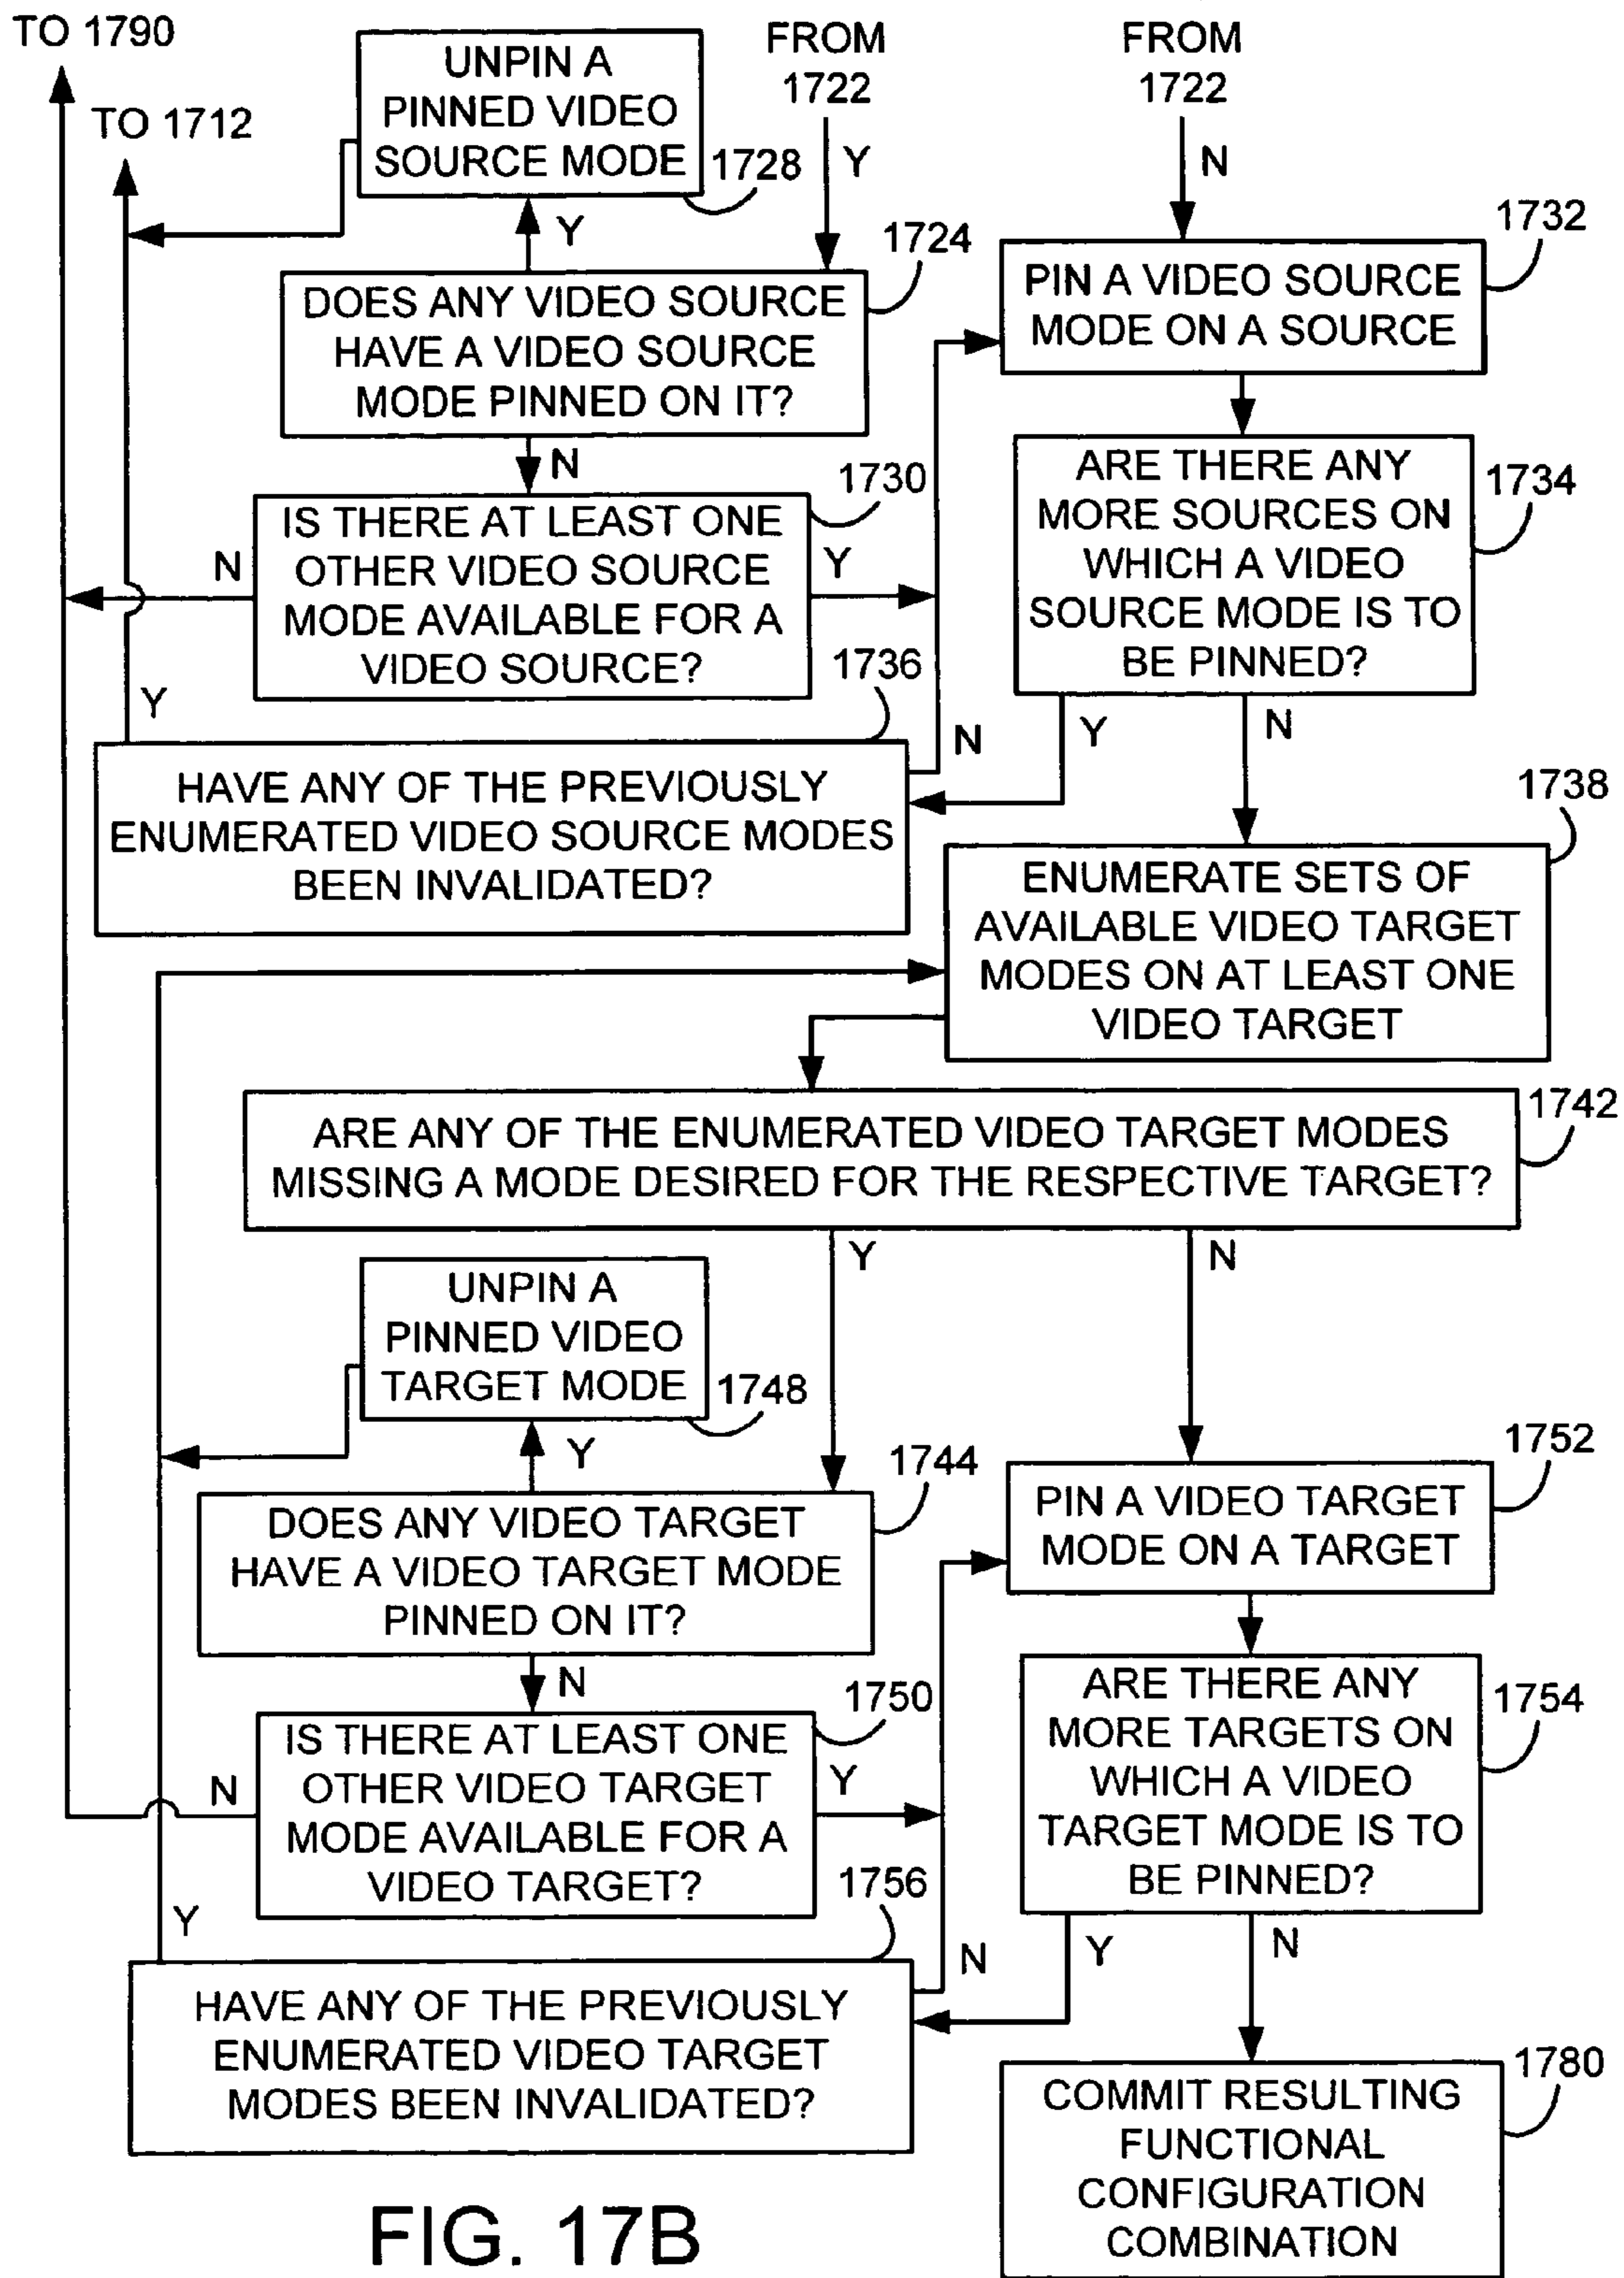 TO 1790
TO 1712
UNPIN A
PINNED VIDEO
SOURCE MODE
1728
FROM
1722
Y
FROM
1722
N
Y
1724
DOES ANY VIDEO SOURCE
HAVE A VIDEO SOURCE
MODE PINNED ON IT?
1732
PIN A VIDEO SOURCE
MODE ON A SOURCE
N
1730
IS THERE AT LEAST ONE
OTHER VIDEO SOURCE
MODE AVAILABLE FOR A
VIDEO SOURCE?
N
Y
1734
ARE THERE ANY
MORE SOURCES ON
WHICH A VIDEO
SOURCE MODE IS TO
BE PINNED?
Y
N
1736
Y
N
HAVE ANY OF THE PREVIOUSLY
ENUMERATED VIDEO SOURCE MODES
BEEN INVALIDATED?
1738
ENUMERATE SETS OF
AVAILABLE VIDEO TARGET
MODES ON AT LEAST ONE
VIDEO TARGET
1742
ARE ANY OF THE ENUMERATED VIDEO TARGET MODES
MISSING A MODE DESIRED FOR THE RESPECTIVE TARGET?
Y
N
UNPIN A
PINNED VIDEO
TARGET MODE
1748
Y
1744
DOES ANY VIDEO TARGET
HAVE A VIDEO TARGET MODE
PINNED ON IT?
1752
PIN A VIDEO TARGET
MODE ON A TARGET
N
1750
IS THERE AT LEAST ONE
OTHER VIDEO TARGET
MODE AVAILABLE FOR A
VIDEO TARGET?
N
Y
1754
ARE THERE ANY
MORE TARGETS ON
WHICH A VIDEO
TARGET MODE IS TO
BE PINNED?
Y
N
1756
Y
N
HAVE ANY OF THE PREVIOUSLY
ENUMERATED VIDEO TARGET
MODES BEEN INVALIDATED?
1780
COMMIT RESULTING
FUNCTIONAL
CONFIGURATION
COMBINATION
FIG. 17B